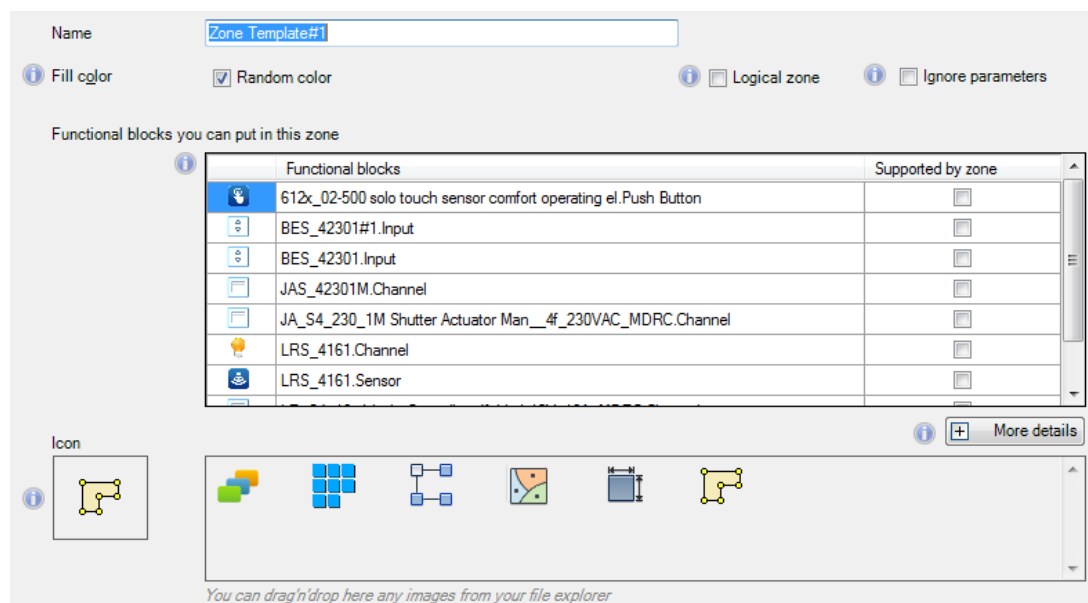 Name Zone Template#1
Fill color Random color Logical zone Ignore parameters
Functional blocks you can put in this zone
Functional blocks Supported by zone
612x_02-500 solo touch sensor comfort operating el.Push Button
BES_42301#1.Input
BES_42301.Input
JAS_42301M.Channel
JA_S4_230_1M Shutter Actuator Man__4f_230VAC_MDRC.Channel
LRS_4161.Channel
LRS_4161.Sensor
More details
Icon
You can drag'n'drop here any images from your file explorer